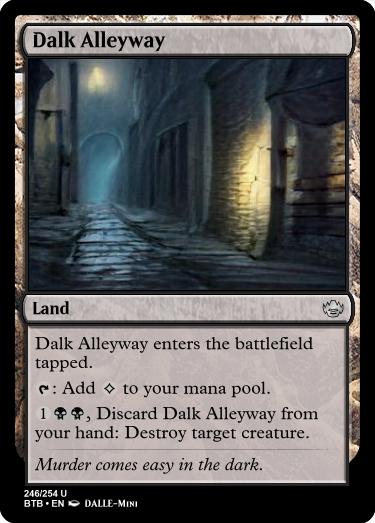 Dalk Alleyway
Land
Dalk Alleyway enters the battlefield
tapped.
: Add to your mana pool.
1 , Discard Dalk Alleyway from
your hand: Destroy target creature.
Murder comes easy in the dark.
246/254 U
BTB • EN DALLE-Mini